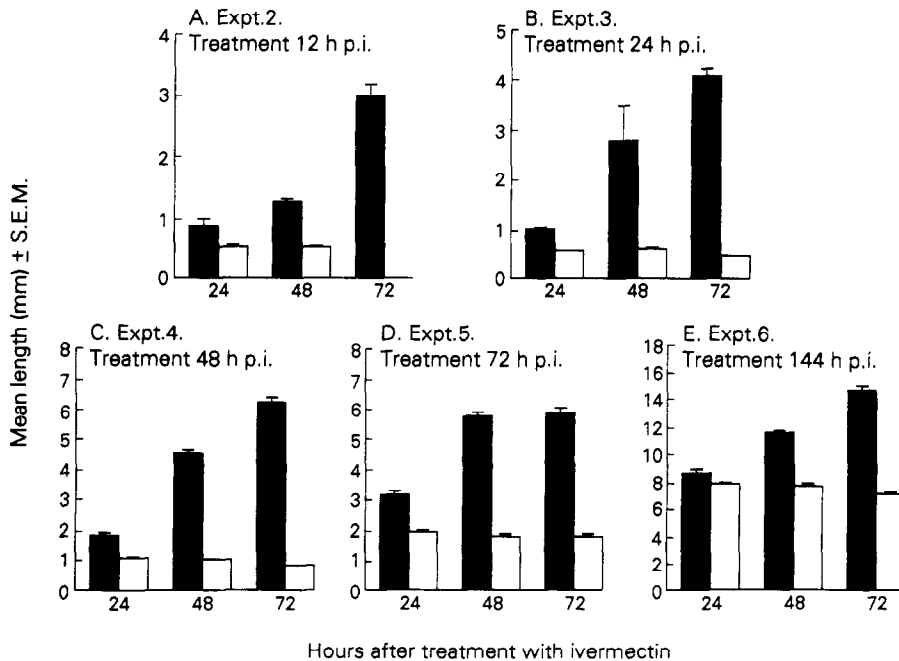 A. Expt.2.
Treatment 12 h p.i.
4
3
2
1
0
24 48 72
B. Expt.3.
Treatment 24 h p.i.
5
4
3
2
1
0
24 48 72
Mean length (mm) ± S.E.M.
C. Expt.4.
Treatment 48 h p.i.
8
7
6
5
4
3
2
1
0
24 48 72
D. Expt.5.
Treatment 72 h p.i.
8
7
6
5
4
3
2
1
0
24 48 72
E. Expt.6.
Treatment 144 h p.i.
18
16
14
12
10
8
6
4
2
0
24 48 72
Hours after treatment with ivermectin